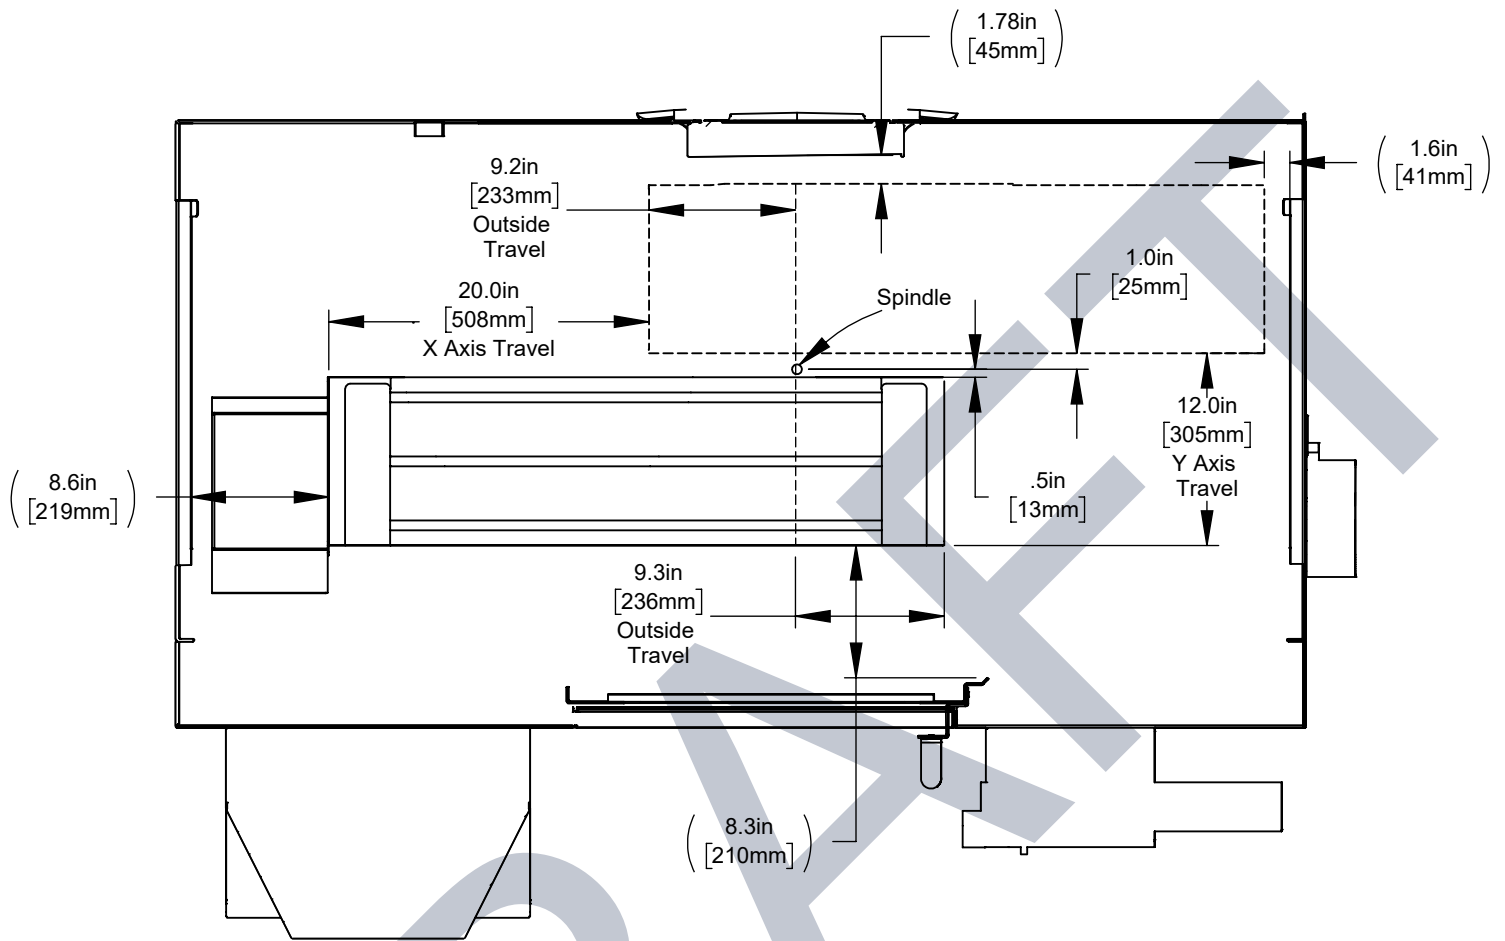 1.78in
[45mm]
1.6in
[41mm]
9.2in
[233mm]
Outside
Travel
1.0in
[25mm]
20.0in
[508mm]
X Axis Travel
Spindle
12.0in
[305mm]
Y Axis
Travel
8.6in
[219mm]
.5in
[13mm]
9.3in
[236mm]
Outside
Travel
8.3in
[210mm]